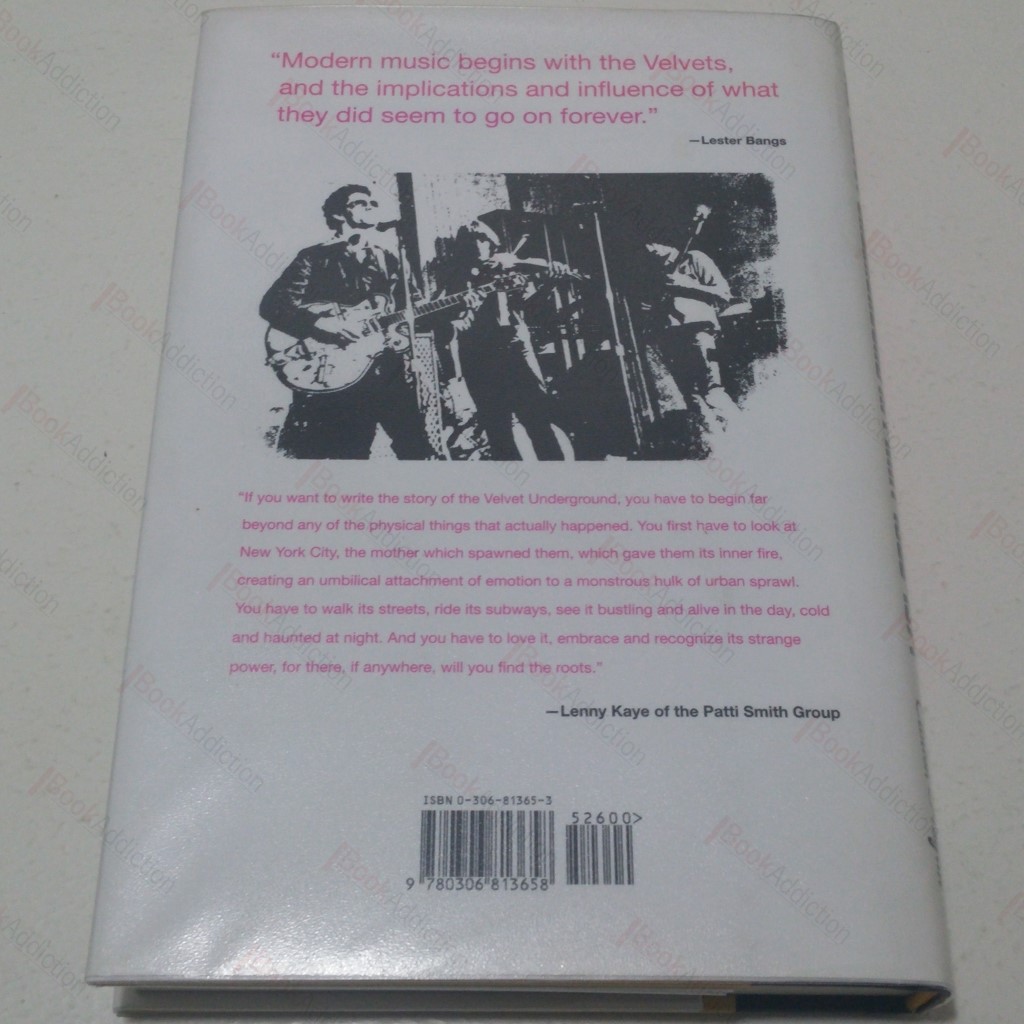 “Modern music begins with the Velvets,
and the implications and influence of what
they did seem to go on forever.”
—Lester Bangs
“If you want to write the story of the Velvet Underground, you have to begin far
beyond any of the physical things that actually happened. You first have to look at
New York City, the mother which spawned them, which gave them its inner fire,
creating an umbilical attachment of emotion to a monstrous hulk of urban sprawl.
You have to walk its streets, ride its subways, see it bustling and alive in the day, cold
and haunted at night. And you have to love it, embrace and recognize its strange
power, for there, if anywhere, will you find the roots.”
—Lenny Kaye of the Patti Smith Group
ISBN 0-306-81365-3
52600>
9 780306 813658
BookAddiction